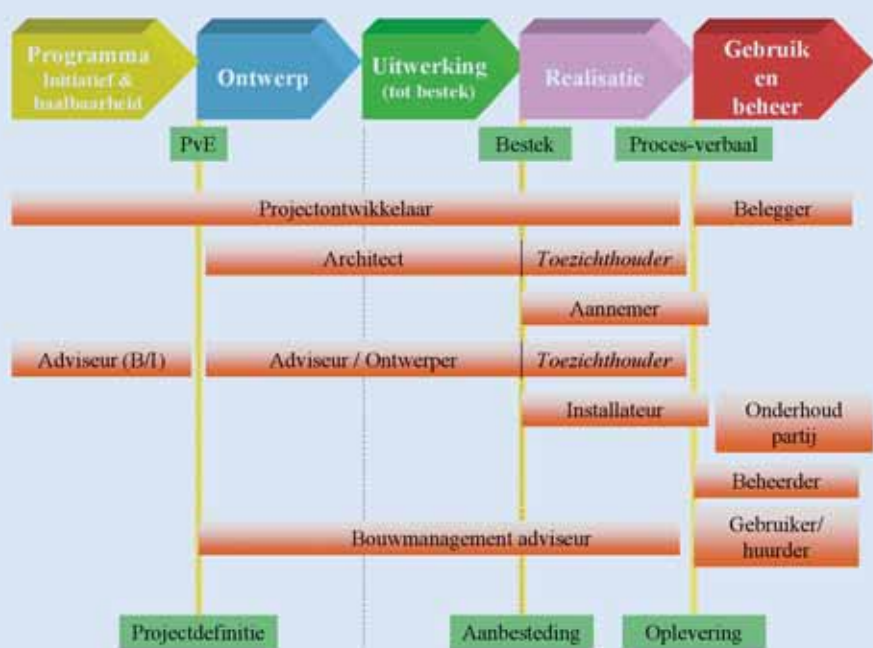 Programma
Initiatief &
haalbaarheid
Ontwerp
Uitwerking
(tot bestek)
Realisatie
Gebruik
en
beheer
PvE
Bestek
Proces-verbaal
Projectontwikkelaar
Belegger
Architect
Toezichthouder
Aannemer
Adviseur (B/I)
Adviseur / Ontwerper
Toezichthouder
Installateur
Onderhoud
partij
Beheerder
Bouwmanagement adviseur
Gebruiker/
huurder
Projectdefinitie
Aanbesteding
Oplevering